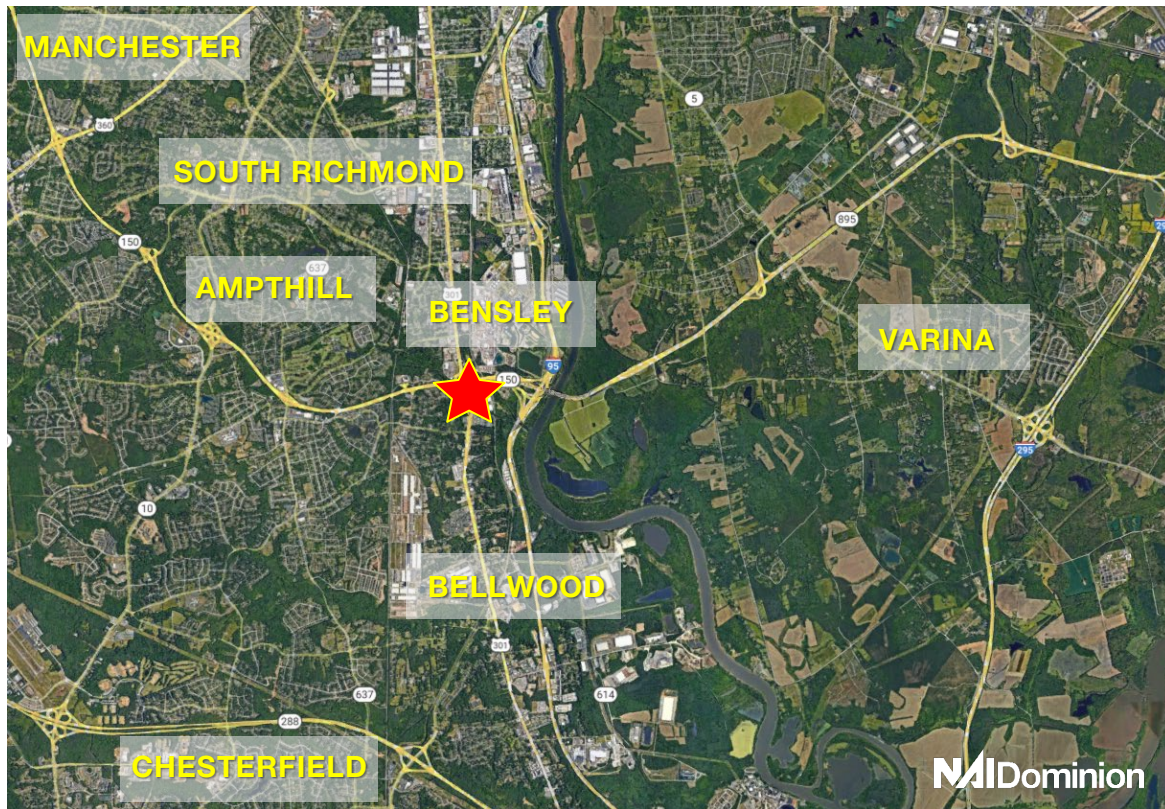 MANCHESTER
360
5
SOUTH RICHMOND
895
150
637
AMPTHILL
301
BENSLEY
VARINA
95
150
295
10
BELLWOOD
301
637
614
288
CHESTERFIELD
NAIDominion